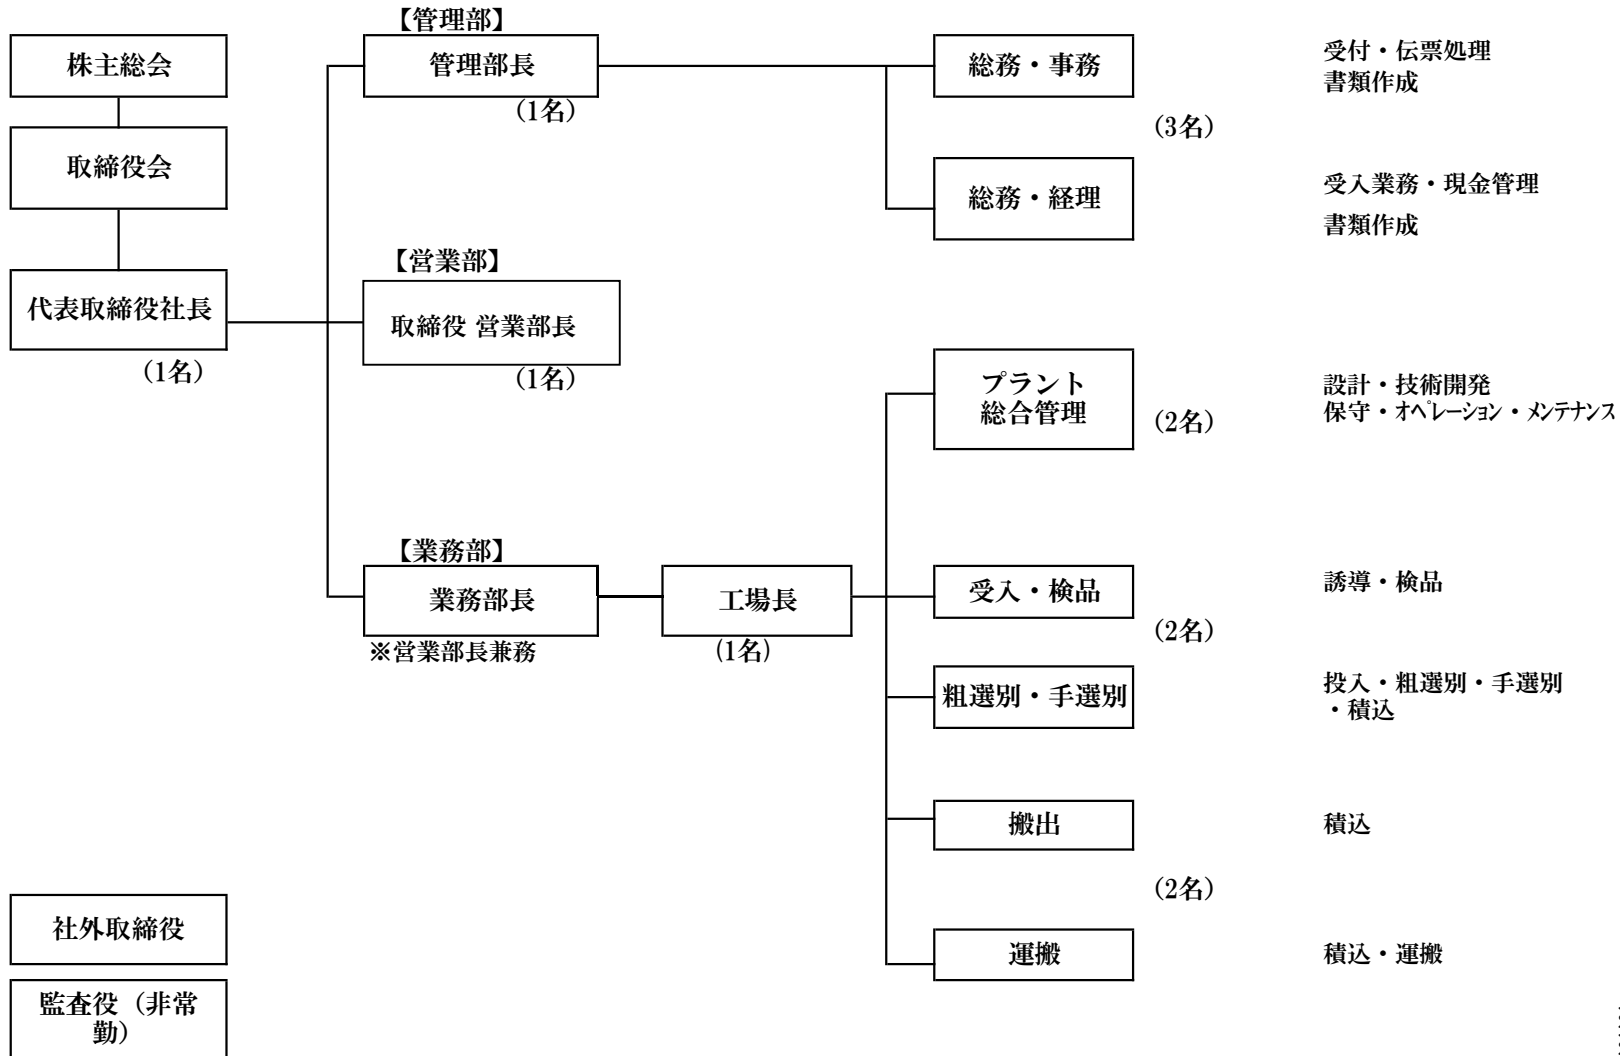 株主総会
取締役会
代表取締役社長
(1名)
【管理部】
管理部長
(1名)
総務・事務
(3名)
総務・経理
受付・伝票処理
書類作成
受入業務・現金管理
書類作成
【営業部】
取締役 営業部長
(1名)
【業務部】
業務部長
※営業部長兼務
工場長
(1名)
プラント
総合管理
(2名)
設計・技術開発
保守・オペレーション・メンテナンス
受入・検品
(2名)
誘導・検品
粗選別・手選別
投入・粗選別・手選別
・積込
搬出
積込
(2名)
運搬
積込・運搬
社外取締役
監査役（非常
勤）